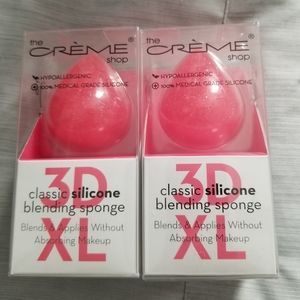 the
CRÈME®
shop
HYPOALLERGENIC
100% MEDICAL GRADE SILICONE
3D
classic silicone
blending sponge
Blends & Applies Without
Absorbing Makeup
XL
the
CRÈME®
shop
HYPOALLERGENIC
100% MEDICAL GRADE SILICONE
3D
classic silicone
blending sponge
Blends & Applies Without
Absorbing Makeup
XL